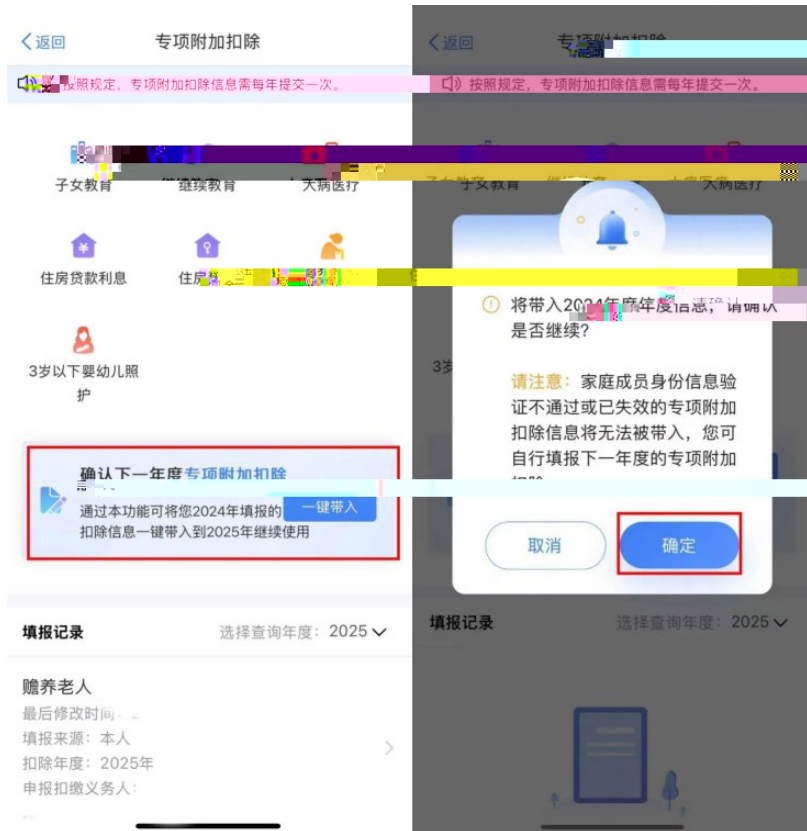 返回
专项附加扣除
按照规定，专项附加扣除信息需每年提交一次。
子女教育
继续教育
大病医疗
住房贷款利息
住房
3岁以下婴幼儿照
护
确认下一年度专项附加扣除
通过本功能可将您2024年填报的
扣除信息一键带入到2025年继续使用
一键带入
填报记录
选择查询年度：2025
赡养老人
最后修改时间
填报来源：本人
扣除年度：2025年
申报扣缴义务人：
返回
专项附加扣除
按照规定，专项附加扣除信息需每年提交一次。
子女教育
大病医疗
3岁
将带入2024年度年度信息，请确认
是否继续？
请注意：家庭成员身份信息验
证不通过或已失效的专项附加
扣除信息将无法被带入，您可
自行填报下一年度的专项附加
取消
确定
填报记录
选择查询年度：2025